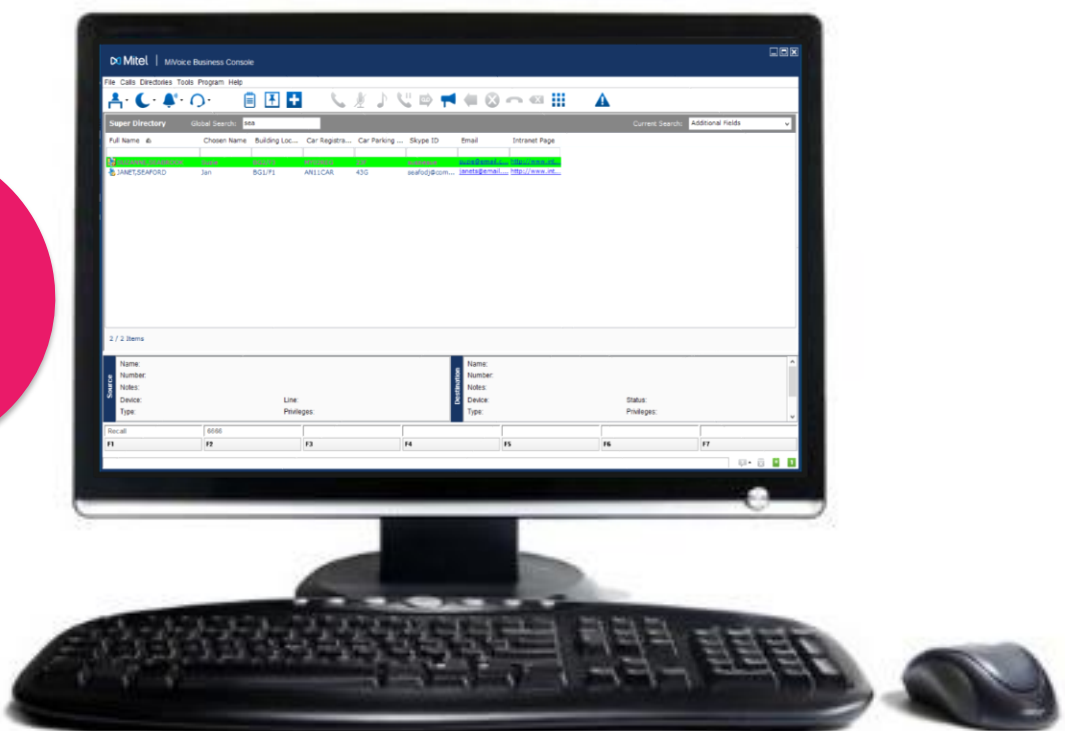 Mitel | MiVoice Business Console
File Calls Directories Tools Program Help
Super Directory Global Search: sea Current Search: Additional Fields
Full Name Chosen Name Building Loc... Car Registra... Car Parking ... Skype ID Email Intranet Page
http://www.int...
JANET,SEAFORD Jan BG1/F1 AN11CAR 43G seafodj@com... janets@email.... http://www.int...
2 / 2 Items
Source
Name:
Number:
Notes:
Device: Line:
Type: Privileges:
Destination
Name:
Number:
Notes:
Device: Status:
Type: Privileges:
Recall 6666
F1 F2 F3 F4 F5 F6 F7